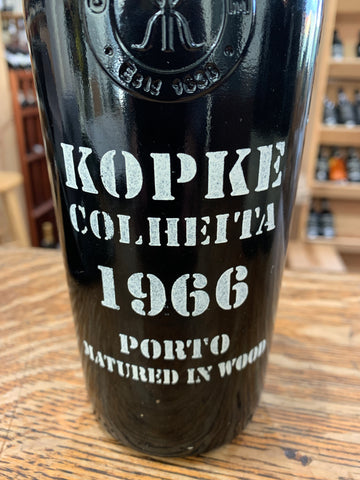 KOPKE
COLHEITA
1966
PORTO
MATURED IN WOOD